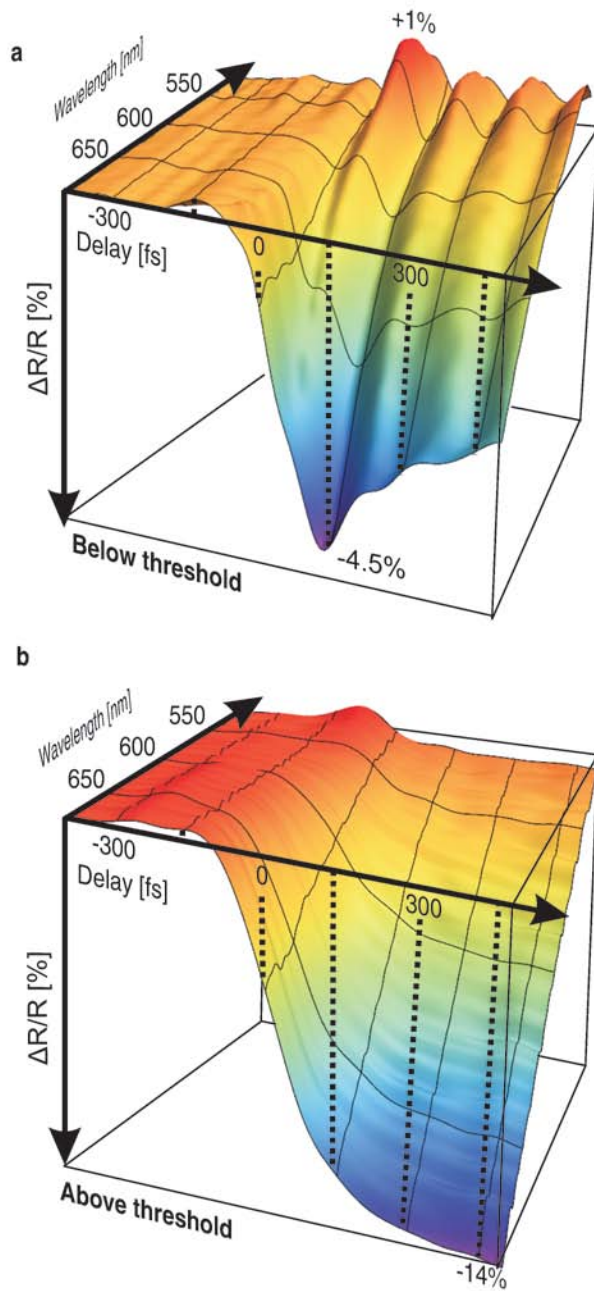 a
+1%
Wavelength [nm]
550
600
650
-300
0
300
Delay [fs]
ΔR/R [%]
Below threshold
-4.5%
b
Wavelength [nm]
550
600
650
-300
0
300
Delay [fs]
ΔR/R [%]
Above threshold
-14%